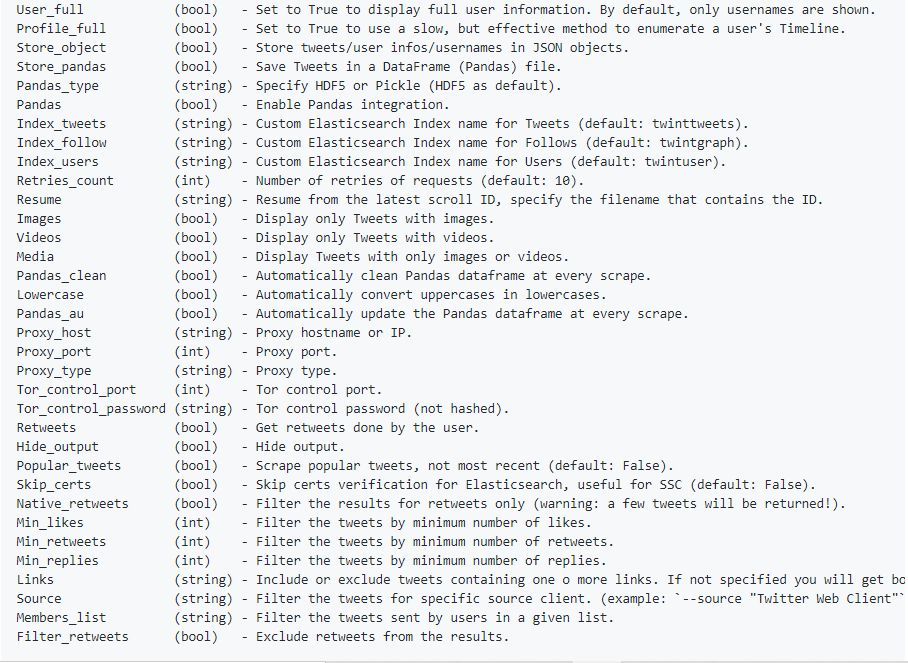 User_full (bool) - Set to True to display full user information. By default, only usernames are shown.
Profile_full (bool) - Set to True to use a slow, but effective method to enumerate a user's Timeline.
Store_object (bool) - Store tweets/user infos/usernames in JSON objects.
Store_pandas (bool) - Save Tweets in a DataFrame (Pandas) file.
Pandas_type (string) - Specify HDF5 or Pickle (HDF5 as default).
Pandas (bool) - Enable Pandas integration.
Index_tweets (string) - Custom Elasticsearch Index name for Tweets (default: twinttweets).
Index_follow (string) - Custom Elasticsearch Index name for Follows (default: twintgraph).
Index_users (string) - Custom Elasticsearch Index name for Users (default: twintuser).
Retries_count (int) - Number of retries of requests (default: 10).
Resume (string) - Resume from the latest scroll ID, specify the filename that contains the ID.
Images (bool) - Display only Tweets with images.
Videos (bool) - Display only Tweets with videos.
Media (bool) - Display Tweets with only images or videos.
Pandas_clean (bool) - Automatically clean Pandas dataframe at every scrape.
Lowercase (bool) - Automatically convert uppercases in lowercases.
Pandas_au (bool) - Automatically update the Pandas dataframe at every scrape.
Proxy_host (string) - Proxy hostname or IP.
Proxy_port (int) - Proxy port.
Proxy_type (string) - Proxy type.
Tor_control_port (int) - Tor control port.
Tor_control_password (string) - Tor control password (not hashed).
Retweets (bool) - Get retweets done by the user.
Hide_output (bool) - Hide output.
Popular_tweets (bool) - Scrape popular tweets, not most recent (default: False).
Skip_certs (bool) - Skip certs verification for Elasticsearch, useful for SSC (default: False).
Native_retweets (bool) - Filter the results for retweets only (warning: a few tweets will be returned!).
Min_likes (int) - Filter the tweets by minimum number of likes.
Min_retweets (int) - Filter the tweets by minimum number of retweets.
Min_replies (int) - Filter the tweets by minimum number of replies.
Links (string) - Include or exclude tweets containing one o more links. If not specified you will get bo
Source (string) - Filter the tweets for specific source client. (example: `--source "Twitter Web Client"`
Members_list (string) - Filter the tweets sent by users in a given list.
Filter_retweets (bool) - Exclude retweets from the results.